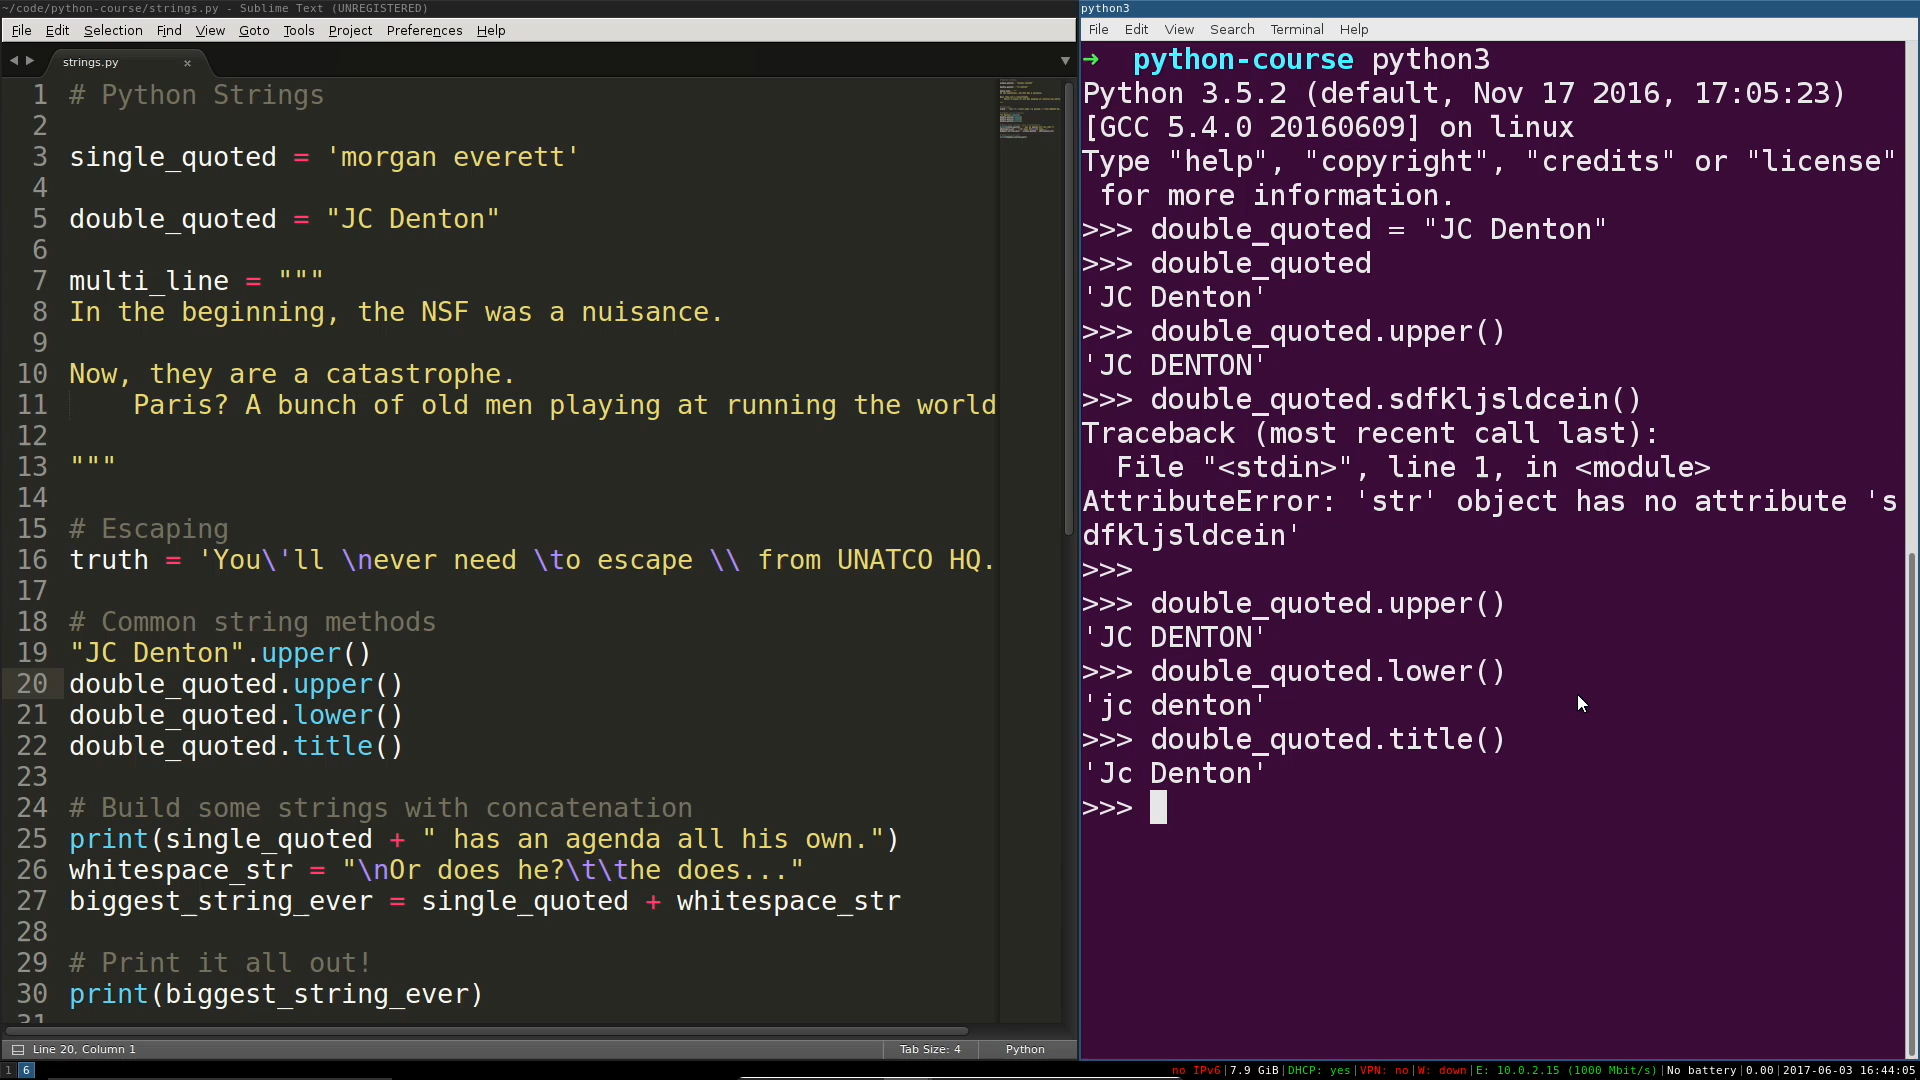 ~/code/python-course/strings.py - Sublime Text (UNREGISTERED)
File Edit Selection Find View Goto Tools Project Preferences Help
strings.py ×
1 # Python Strings
2
3 single_quoted = 'morgan everett'
4
5 double_quoted = "JC Denton"
6
7 multi_line = """
8 In the beginning, the NSF was a nuisance.
9
10 Now, they are a catastrophe.
11     Paris? A bunch of old men playing at running the world
12
13 """
14
15 # Escaping
16 truth = 'You\'ll \never need \to escape \\ from UNATCO HQ.
17
18 # Common string methods
19 "JC Denton".upper()
20 double_quoted.upper()
21 double_quoted.lower()
22 double_quoted.title()
23
24 # Build some strings with concatenation
25 print(single_quoted + " has an agenda all his own.")
26 whitespace_str = "\nOr does he?\t\the does..."
27 biggest_string_ever = single_quoted + whitespace_str
28
29 # Print it all out!
30 print(biggest_string_ever)
31
Line 20, Column 1 Tab Size: 4 Python
python3
File Edit View Search Terminal Help
➜  python-course python3
Python 3.5.2 (default, Nov 17 2016, 17:05:23)
[GCC 5.4.0 20160609] on linux
Type "help", "copyright", "credits" or "license"
 for more information.
>>> double_quoted = "JC Denton"
>>> double_quoted
'JC Denton'
>>> double_quoted.upper()
'JC DENTON'
>>> double_quoted.sdfkljsldcein()
Traceback (most recent call last):
  File "<stdin>", line 1, in <module>
AttributeError: 'str' object has no attribute 's
dfkljsldcein'
>>>
>>> double_quoted.upper()
'JC DENTON'
>>> double_quoted.lower()
'jc denton'
>>> double_quoted.title()
'Jc Denton'
>>>
1 6 no IPv6|7.9 GiB|DHCP: yes|VPN: no|W: down|E: 10.0.2.15 (1000 Mbit/s)|No battery|0.00|2017-06-03 16:44:05